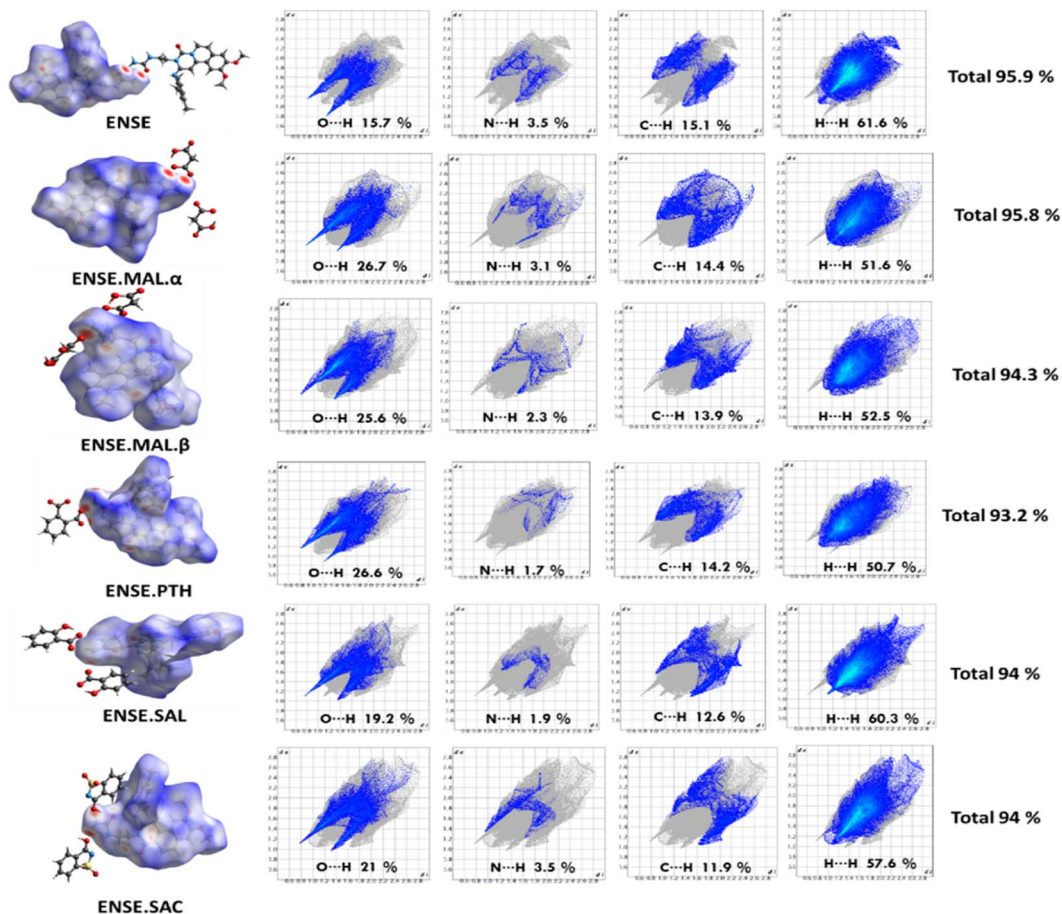 ENSE
O···H 15.7 %
N···H 3.5 %
C···H 15.1 %
H···H 61.6 %
Total 95.9 %
ENSE.MAL.α
O···H 26.7 %
N···H 3.1 %
C···H 14.4 %
H···H 51.6 %
Total 95.8 %
ENSE.MAL.β
O···H 25.6 %
N···H 2.3 %
C···H 13.9 %
H···H 52.5 %
Total 94.3 %
ENSE.PTH
O···H 26.6 %
N···H 1.7 %
C···H 14.2 %
H···H 50.7 %
Total 93.2 %
ENSE.SAL
O···H 19.2 %
N···H 1.9 %
C···H 12.6 %
H···H 60.3 %
Total 94 %
ENSE.SAC
O···H 21 %
N···H 3.5 %
C···H 11.9 %
H···H 57.6 %
Total 94 %